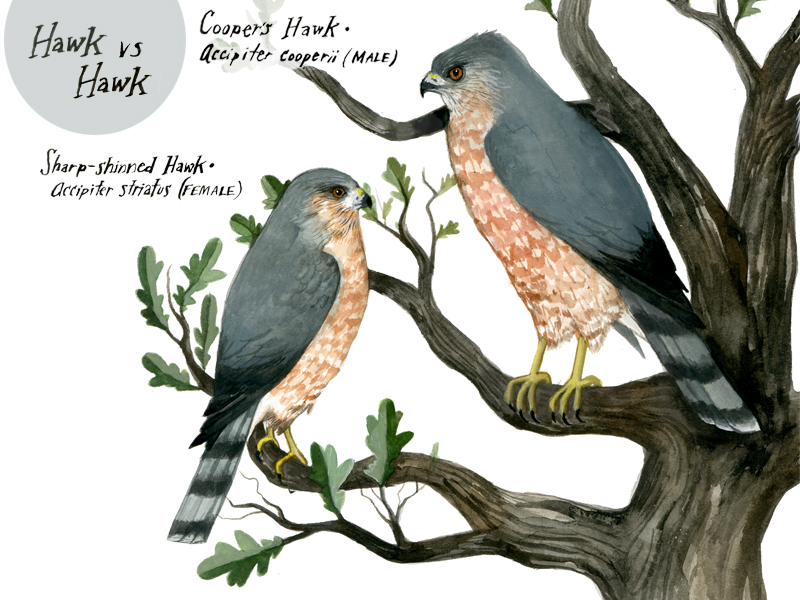 Hawk vs
Hawk
Cooper's Hawk •
Accipiter cooperii (MALE)
Sharp-shinned Hawk •
Accipiter striatus (FEMALE)